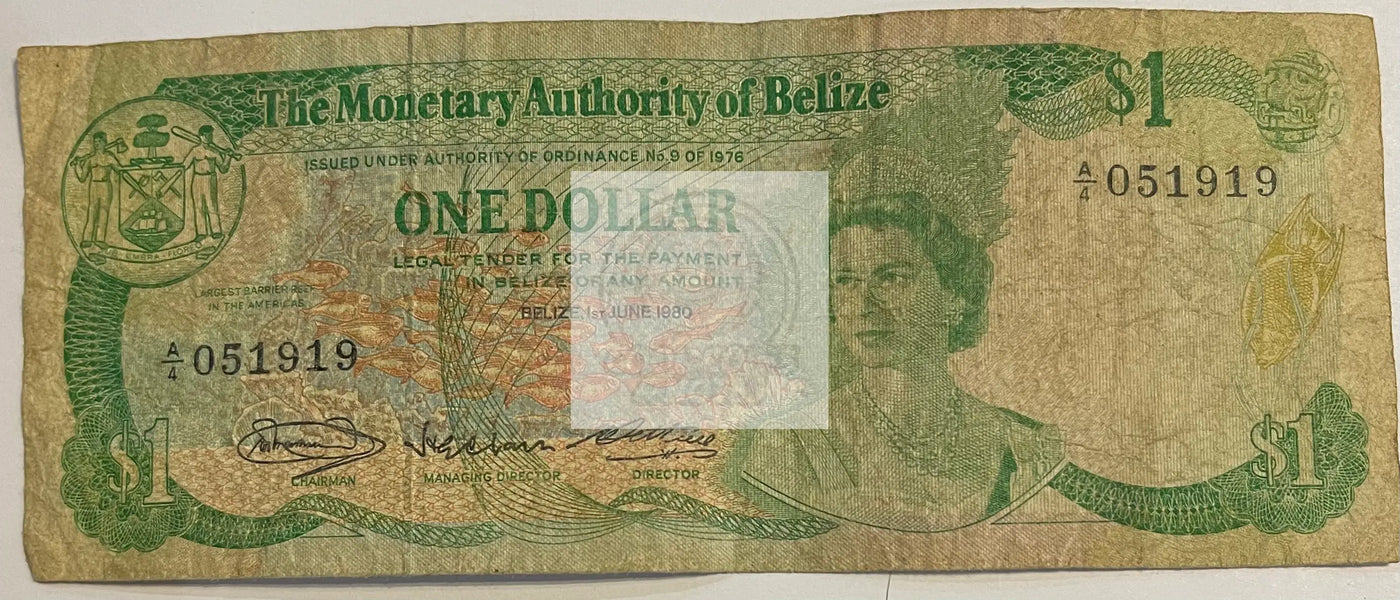 The Monetary Authority of Belize
$1
ISSUED UNDER AUTHORITY OF ORDINANCE No.9 OF 1976
A/4 051919
ONE DOLLAR
LEGAL TENDER FOR THE PAYMENT
IN BELIZE OF ANY AMOUNT
BELIZE, 1ST JUNE 1980
LARGEST BARRIER REEF
IN THE AMERICAS
A/4 051919
$1
CHAIRMAN
MANAGING DIRECTOR
DIRECTOR
$1